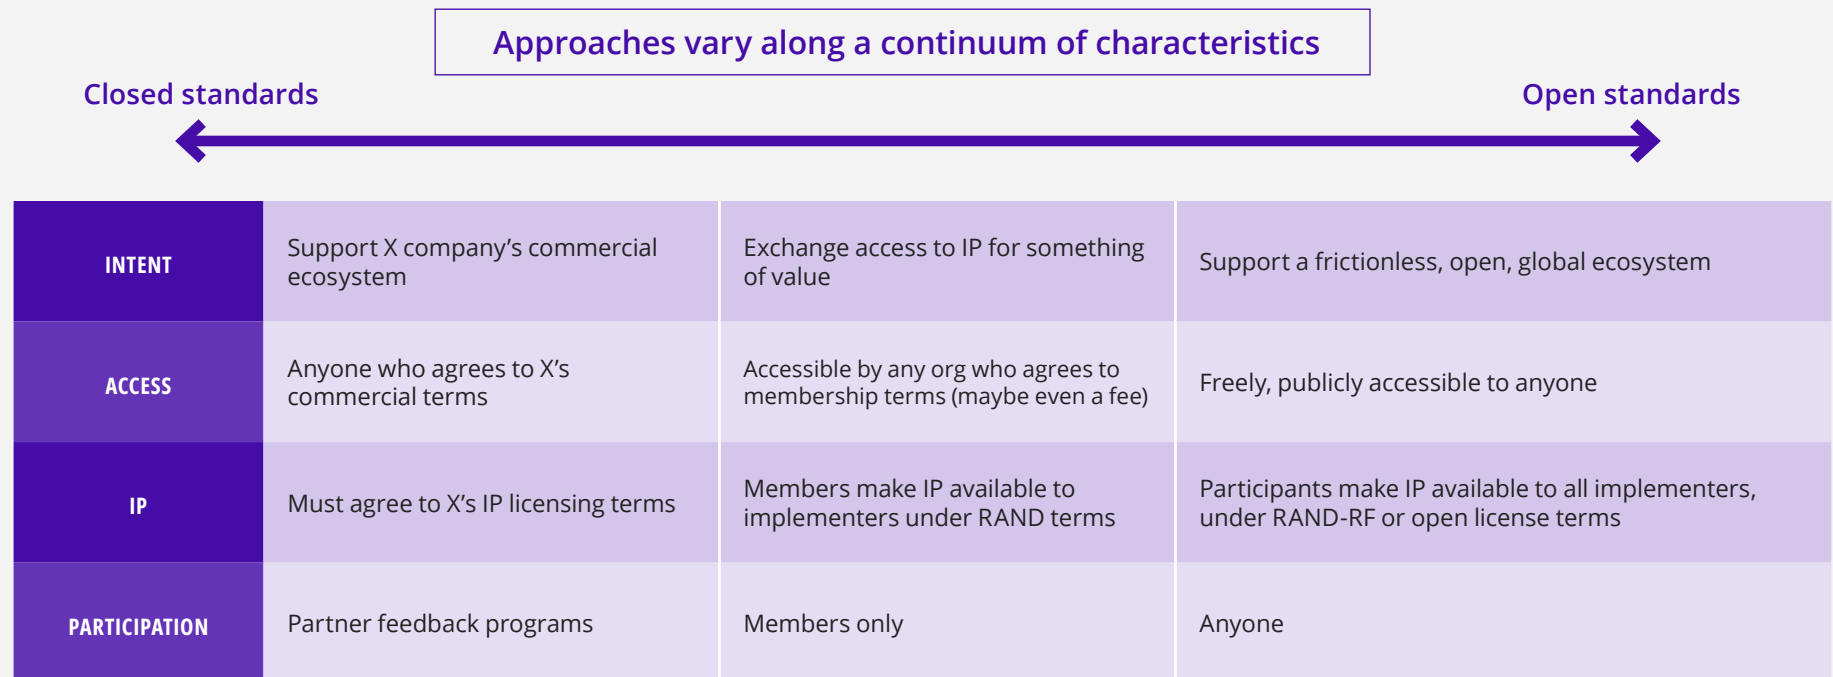 Approaches vary along a continuum of characteristics
Closed standards
Open standards
INTENT
Support X company’s commercial
ecosystem
Exchange access to IP for something
of value
Support a frictionless, open, global ecosystem
ACCESS
Anyone who agrees to X’s
commercial terms
Accessible by any org who agrees to
membership terms (maybe even a fee)
Freely, publicly accessible to anyone
IP
Must agree to X’s IP licensing terms
Members make IP available to
implementers under RAND terms
Participants make IP available to all implementers,
under RAND-RF or open license terms
PARTICIPATION
Partner feedback programs
Members only
Anyone